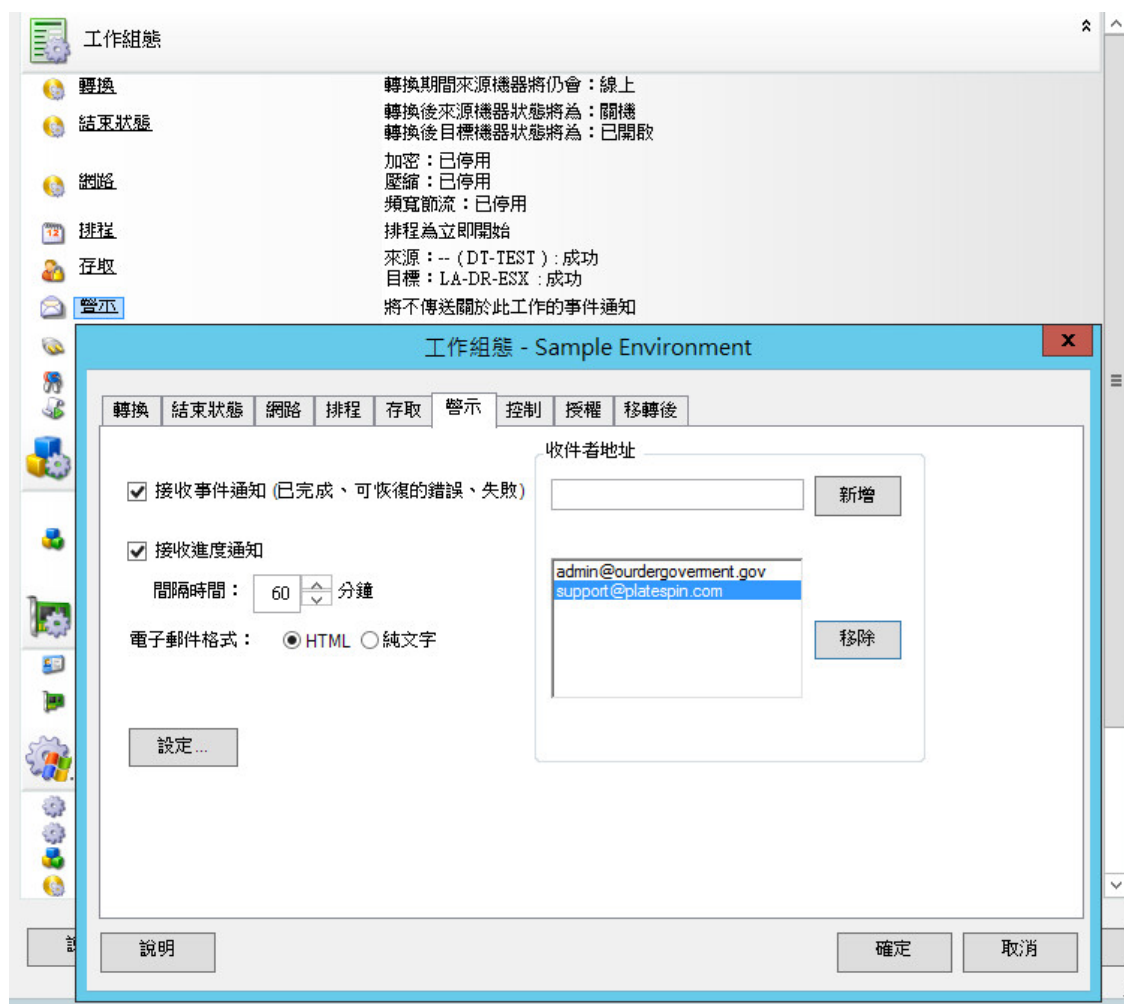 工作組態
轉換
轉換期間來源機器將仍會：線上
結束狀態
轉換後來源機器狀態將為：關機
轉換後目標機器狀態將為：已開啟
網路
加密：已停用
壓縮：已停用
頻寬節流：已停用
排程
排程為立即開始
存取
來源：-- ( DT-TEST ) : 成功
目標：LA-DR-ESX : 成功
警示
將不傳送關於此工作的事件通知
工作組態 - Sample Environment
x
轉換 結束狀態 網路 排程 存取 警示 控制 授權 移轉後
收件者地址
接收事件通知 (已完成、可恢復的錯誤、失敗)
新增
接收進度通知
間隔時間： 60 分鐘
admin@ourdergoverment.gov
support@platespin.com
電子郵件格式： HTML 純文字
移除
設定...
說明 確定 取消